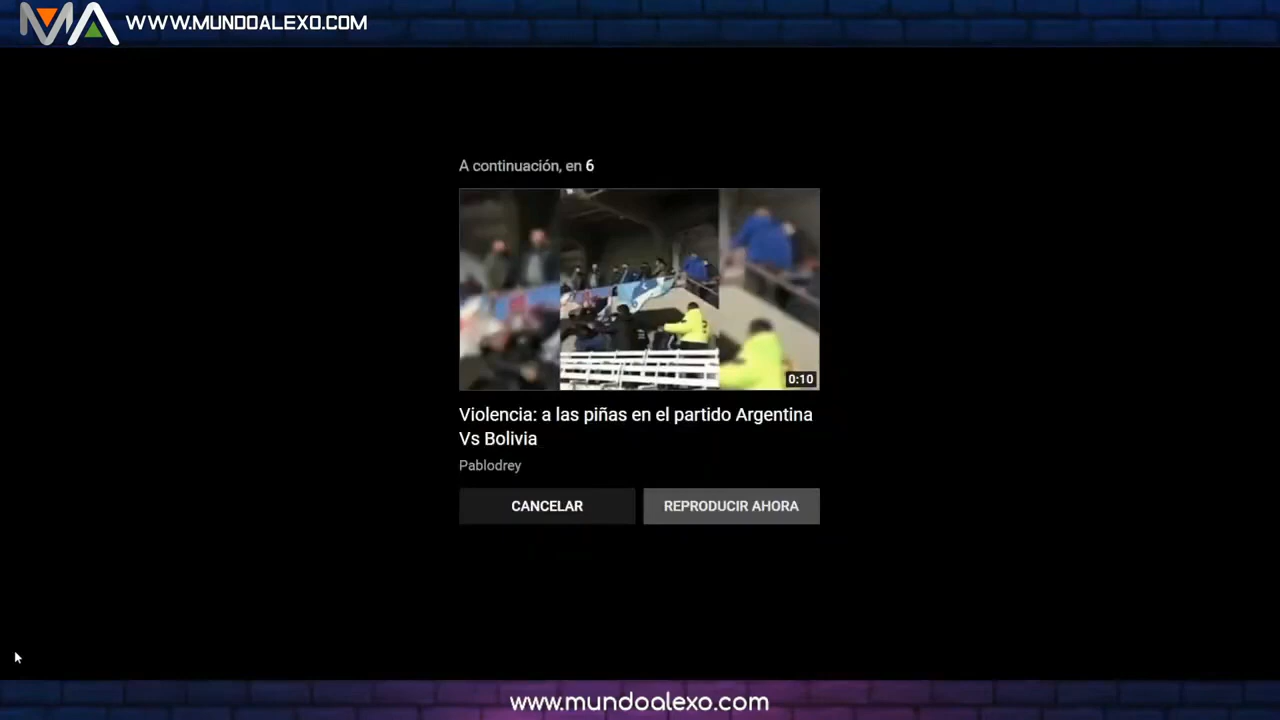 MA WWW.MUNDOALEXO.COM
A continuación, en 6
0:10
Violencia: a las piñas en el partido Argentina
Vs Bolivia
Pablodrey
CANCELAR REPRODUCIR AHORA
www.mundoalexo.com